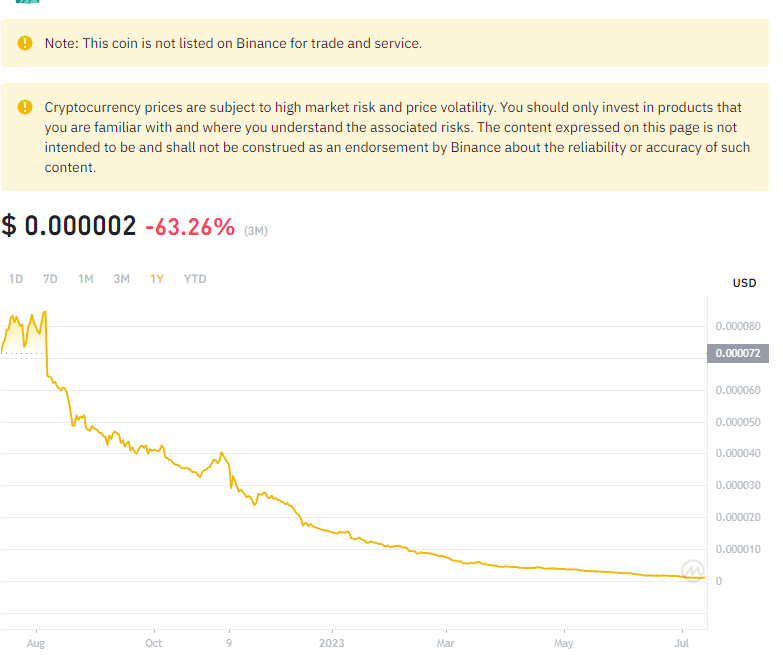 Note: This coin is not listed on Binance for trade and service.
Cryptocurrency prices are subject to high market risk and price volatility. You should only invest in products that
you are familiar with and where you understand the associated risks. The content expressed on this page is not
intended to be and shall not be construed as an endorsement by Binance about the reliability or accuracy of such
content.
$ 0.000002 -63.26% (3M)
1D 7D 1M 3M 1Y YTD
USD
0.000080
0.000072
0.000060
0.000050
0.000040
0.000030
0.000020
0.000010
0
Aug Oct 9 2023 Mar May Jul